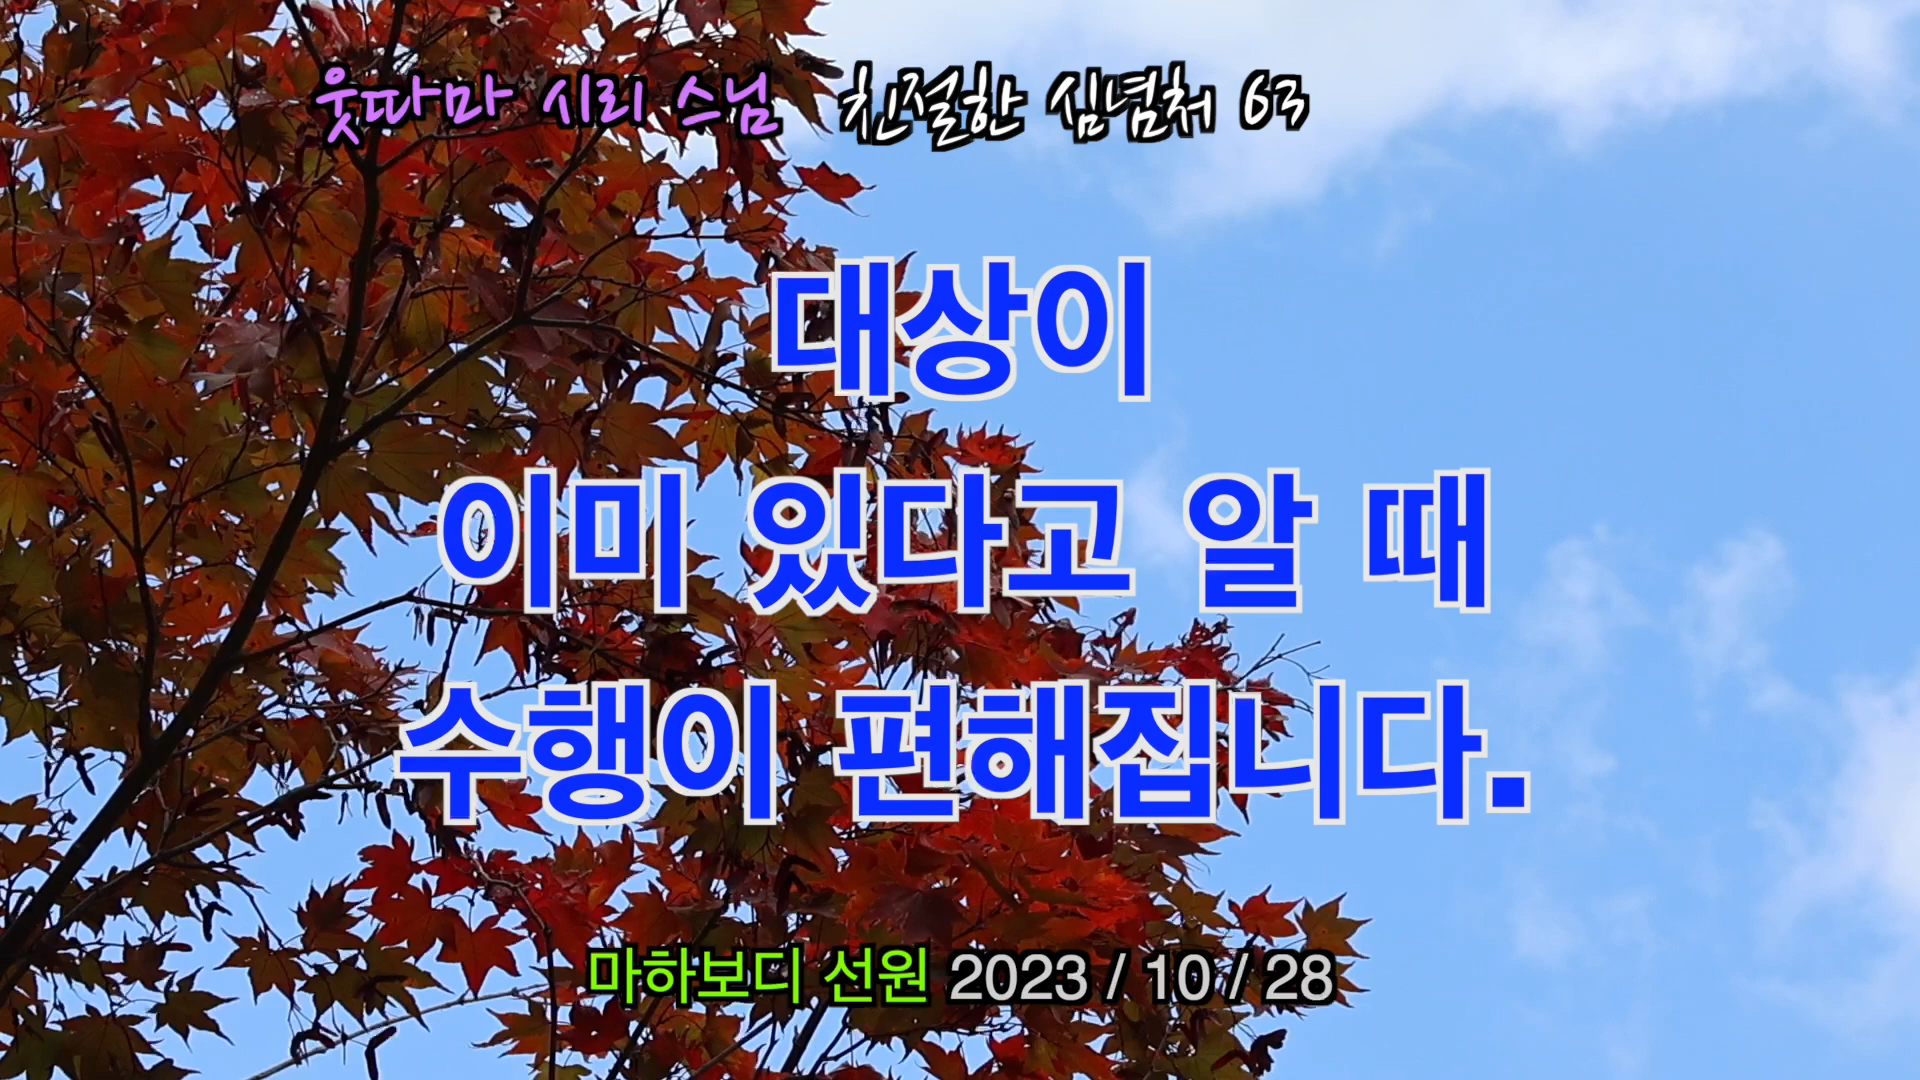 웃따마 시리 스님 친절한 심념처 63
대상이
이미 있다고 알 때
수행이 편해집니다.
마하보디 선원 2023 / 10 / 28